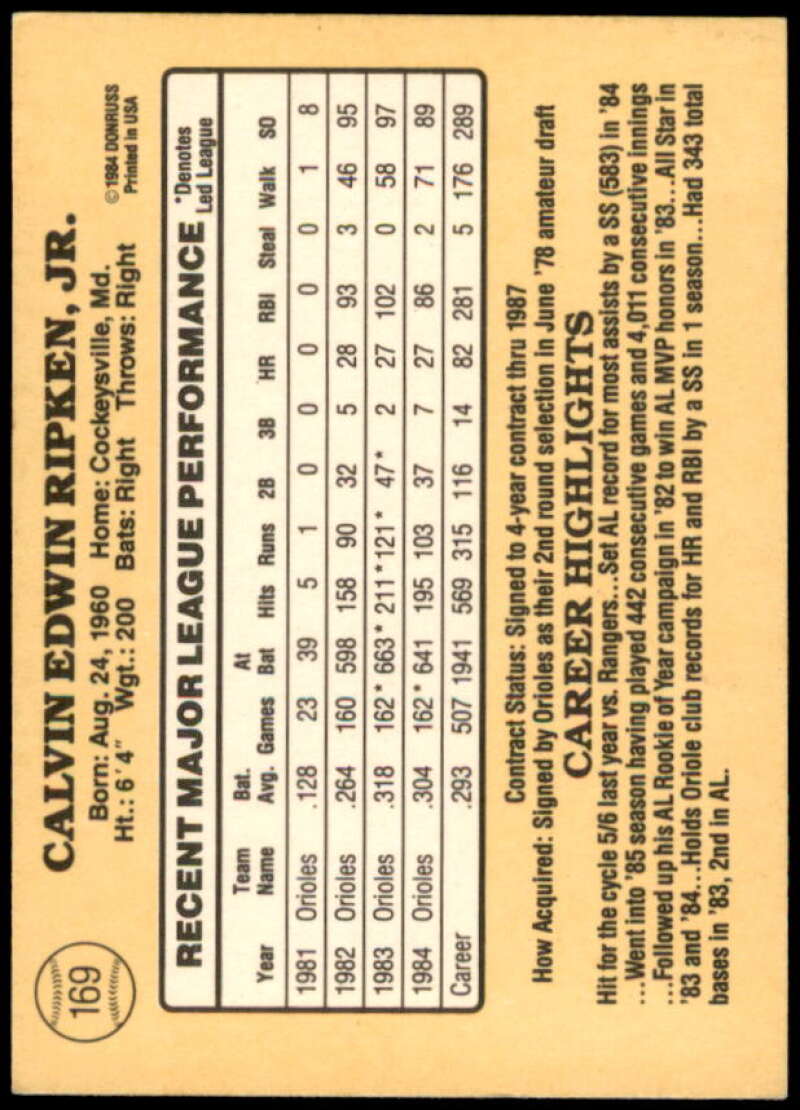 169
CALVIN EDWIN RIPKEN, JR.
Born: Aug. 24, 1960 Home: Cockeysville, Md.
Ht.: 6'4" Wgt.: 200 Bats: Right Throws: Right
© 1984 DONRUSS
Printed in USA
RECENT MAJOR LEAGUE PERFORMANCE
*Denotes
Led League
Year Team Name Bat. Avg. Games At Bat Hits Runs 2B 3B HR RBI Steal Walk SO
1981 Orioles .128 23 39 5 1 0 0 0 0 0 1 8
1982 Orioles .264 160 598 158 90 32 5 28 93 3 46 95
1983 Orioles .318 162* 663* 211* 121* 47* 2 27 102 0 58 97
1984 Orioles .304 162* 641 195 103 37 7 27 86 2 71 89
Career .293 507 1941 569 315 116 14 82 281 5 176 289
Contract Status: Signed to 4-year contract thru 1987
How Acquired: Signed by Orioles as their 2nd round selection in June '78 amateur draft
CAREER HIGHLIGHTS
Hit for the cycle 5/6 last year vs. Rangers...Set AL record for most assists by a SS (583) in '84
...Went into '85 season having played 442 consecutive games and 4,011 consecutive innings
...Followed up his AL Rookie of Year campaign in '82 to win AL MVP honors in '83...All Star in
'83 and '84...Holds Oriole club records for HR and RBI by a SS in 1 season...Had 343 total
bases in '83, 2nd in AL.